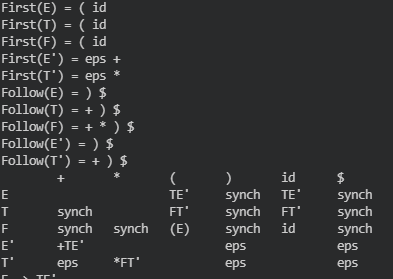 First(E) = ( id
First(T) = ( id
First(F) = ( id
First(E') = eps +
First(T') = eps *
Follow(E) = ) $
Follow(T) = + ) $
Follow(F) = + * ) $
Follow(E') = ) $
Follow(T') = + ) $
+ * ( ) id $
E TE' synch TE' synch
T synch FT' synch FT' synch
F synch synch (E) synch id synch
E' +TE' eps eps
T' eps *FT' eps eps